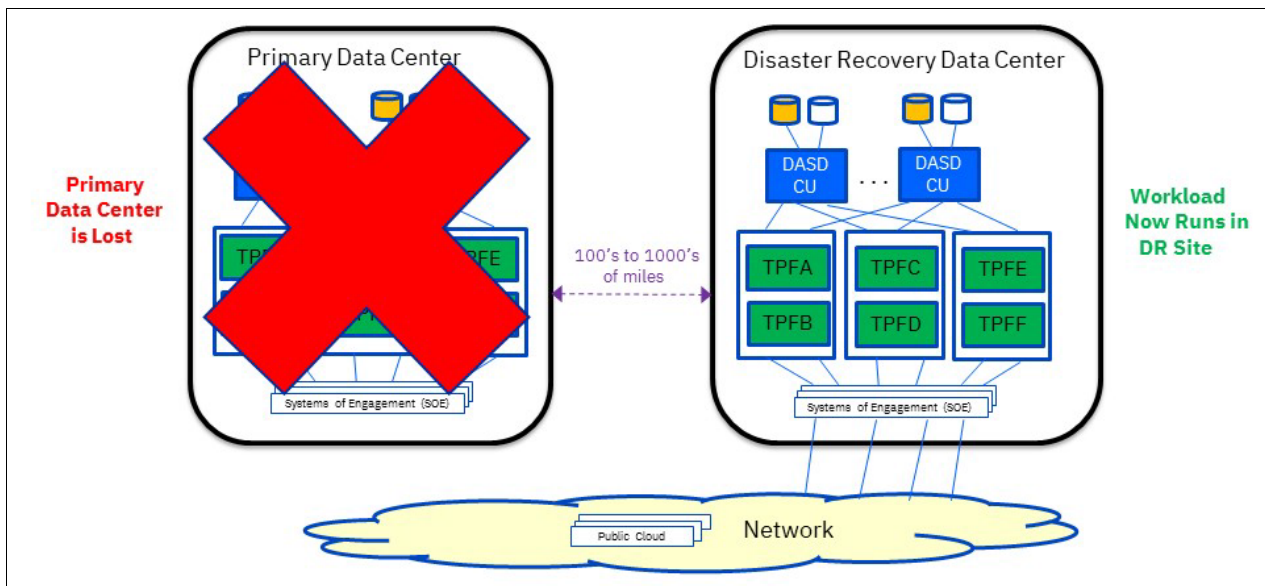 Primary Data Center
Disaster Recovery Data Center
Primary
Data Center
is Lost
DASD
CU
. . .
DASD
CU
Workload
Now Runs in
DR Site
100's to 1000's
of miles
TPFA
TPFC
TPFE
TPFB
TPFD
TPFF
Systems of Engagement (SOE)
Systems of Engagement (SOE)
Network
Public Cloud